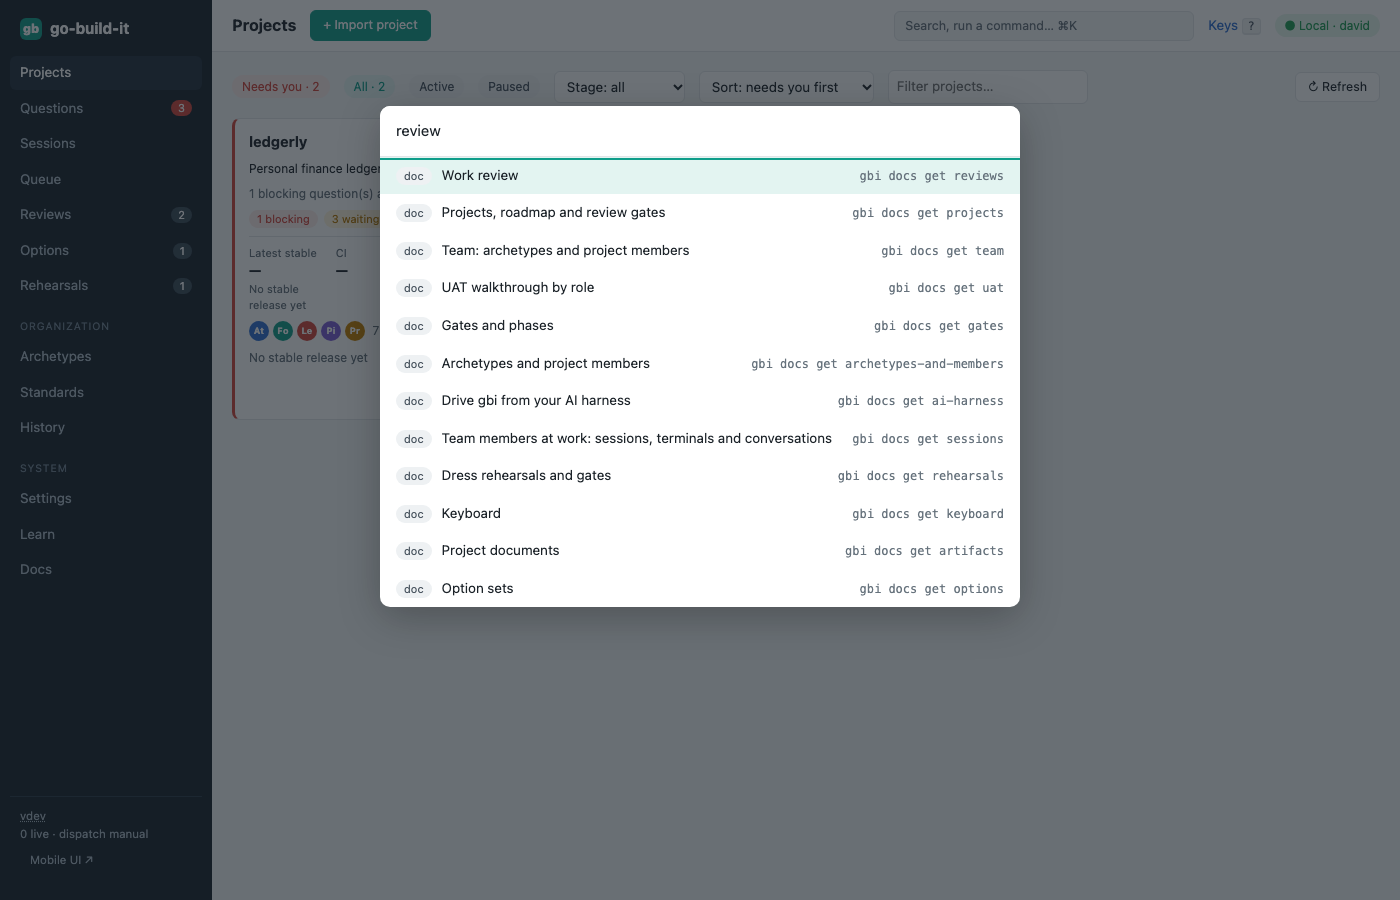 gb go-build-it
Projects
Questions 3
Sessions
Queue
Reviews 2
Options 1
Rehearsals 1
ORGANIZATION
Archetypes
Standards
History
SYSTEM
Settings
Learn
Docs
vdev
0 live · dispatch manual
Mobile UI ↗
Projects + Import project Search, run a command... ⌘K Keys ? Local · david
Needs you · 2 All · 2 Active Paused Stage: all Sort: needs you first Filter projects... ↻ Refresh
ledgerly
Personal finance ledger
1 blocking question(s)
1 blocking 3 waiting
Latest stable CI
— —
No stable
release yet
At Fo Le Pi Pr 7
No stable release yet
review
doc Work review gbi docs get reviews
doc Projects, roadmap and review gates gbi docs get projects
doc Team: archetypes and project members gbi docs get team
doc UAT walkthrough by role gbi docs get uat
doc Gates and phases gbi docs get gates
doc Archetypes and project members gbi docs get archetypes-and-members
doc Drive gbi from your AI harness gbi docs get ai-harness
doc Team members at work: sessions, terminals and conversations gbi docs get sessions
doc Dress rehearsals and gates gbi docs get rehearsals
doc Keyboard gbi docs get keyboard
doc Project documents gbi docs get artifacts
doc Option sets gbi docs get options